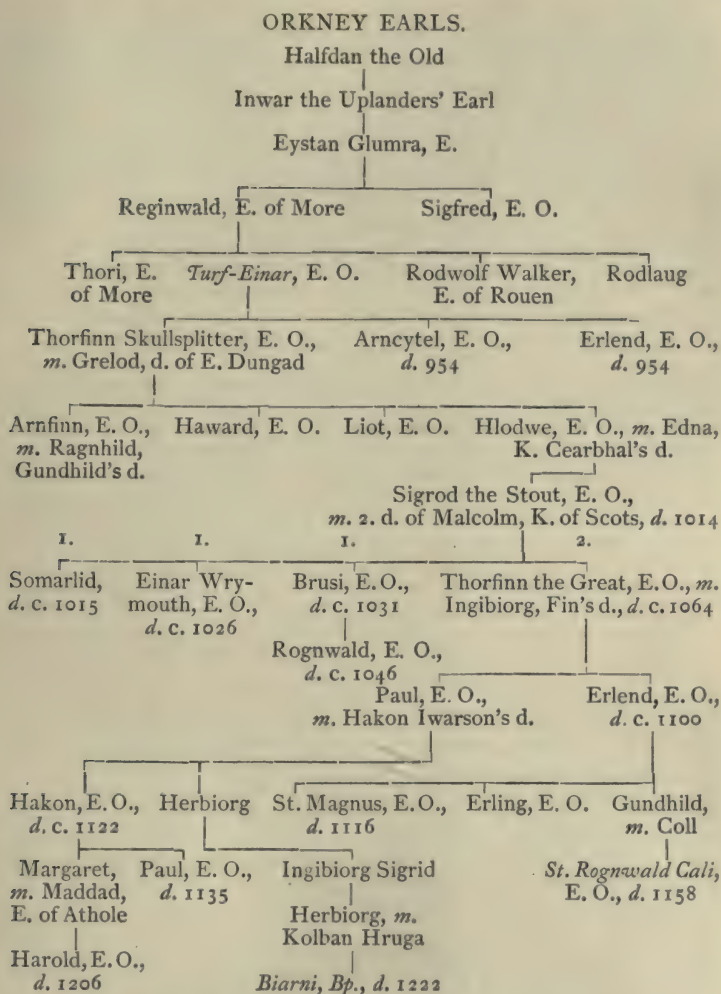 ORKNEY EARLS.
Halfdan the Old
Inwar the Uplanders' Earl
Eystan Glumra, E.
Reginwald, E. of More Sigfred, E. O.
Thori, E. Turf-Einar, E. O. Rodwolf Walker, Rodlaug
of More E. of Rouen
Thorfinn Skullsplitter, E. O., Arncytel, E. O., Erlend, E. O.,
m. Grelod, d. of E. Dungad d. 954 d. 954
Arnfinn, E. O., Haward, E. O. Liot, E. O. Hlodwe, E. O., m. Edna,
m. Ragnhild, K. Cearbhal's d.
Gundhild's d.
Sigrod the Stout, E. O.,
m. 2. d. of Malcolm, K. of Scots, d. 1014
1. 1. 1. 2.
Somarlid, Einar Wry- Brusi, E. O., Thorfinn the Great, E. O., m.
d. c. 1015 mouth, E. O., d. c. 1031 Ingibiorg, Fin's d., d. c. 1064
d. c. 1026
Rognwald, E. O.,
d. c. 1046
Paul, E. O., Erlend, E. O.,
m. Hakon Iwarson's d. d. c. 1100
Hakon, E. O., Herbiorg St. Magnus, E. O., Erling, E. O. Gundhild,
d. c. 1122 d. 1116 m. Coll
Margaret, Paul, E. O., Ingibiorg Sigrid St. Rognwald Cali,
m. Maddad, d. 1135 E. O., d. 1158
E. of Athole Herbiorg, m.
Kolban Hruga
Harold, E. O.,
d. 1206 Biarni, Bp., d. 1222